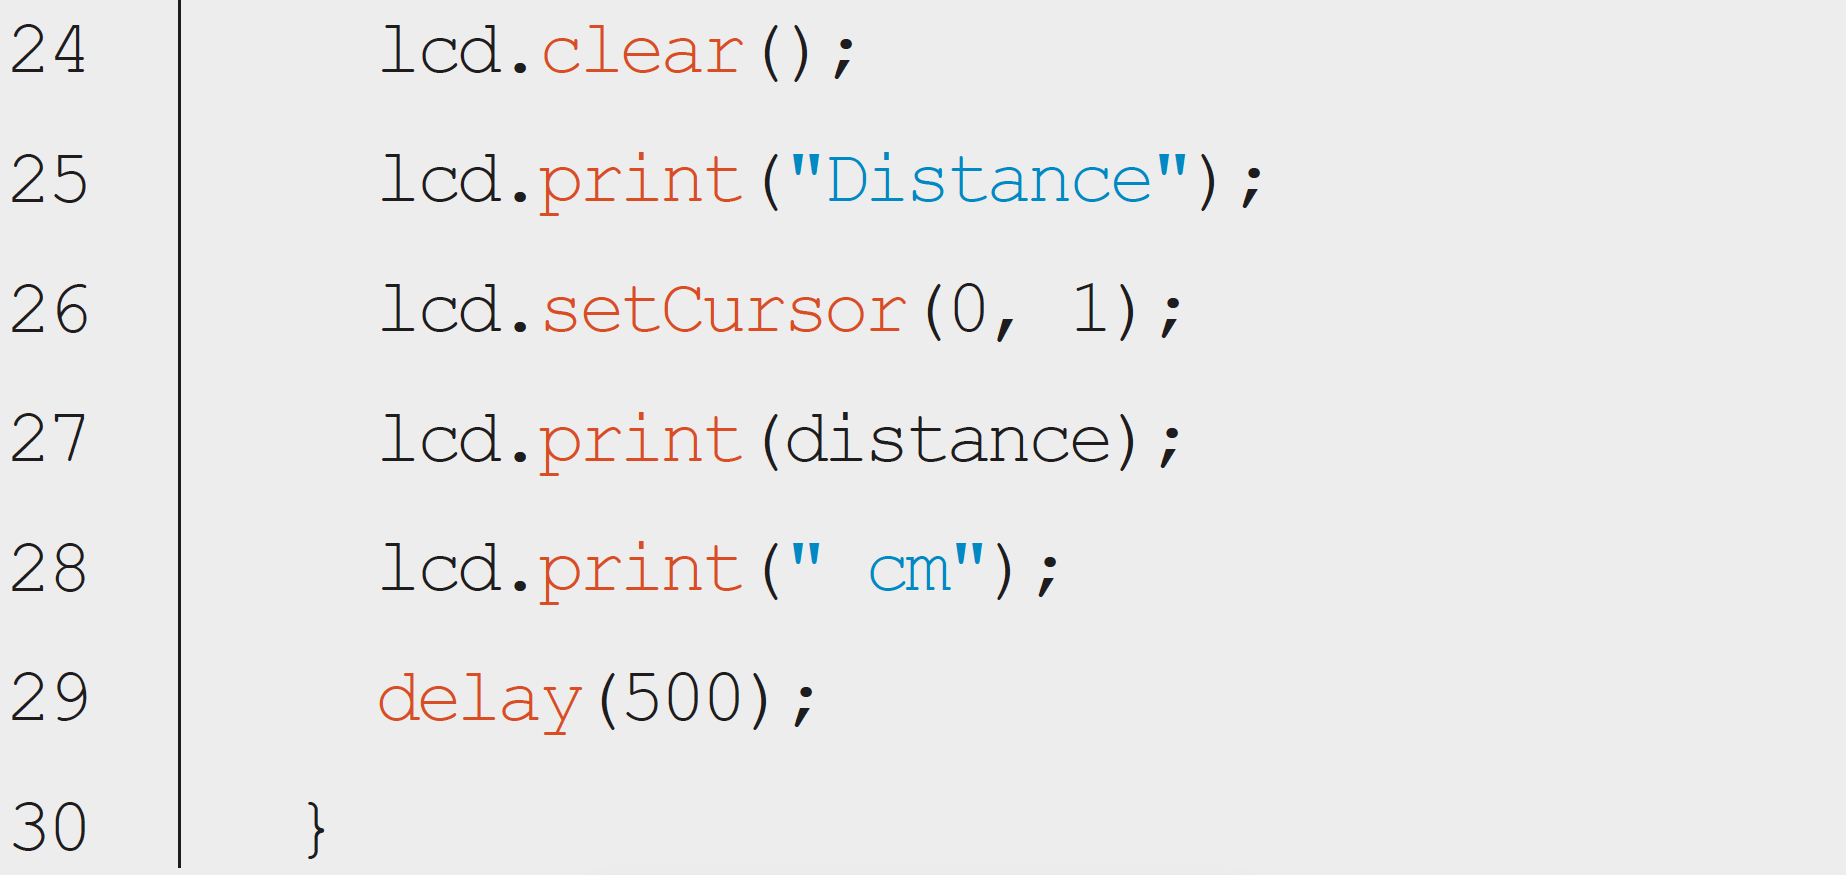 24 lcd.clear();
25 lcd.print("Distance");
26 lcd.setCursor(0, 1);
27 lcd.print(distance);
28 lcd.print(" cm");
29 delay(500);
30 }